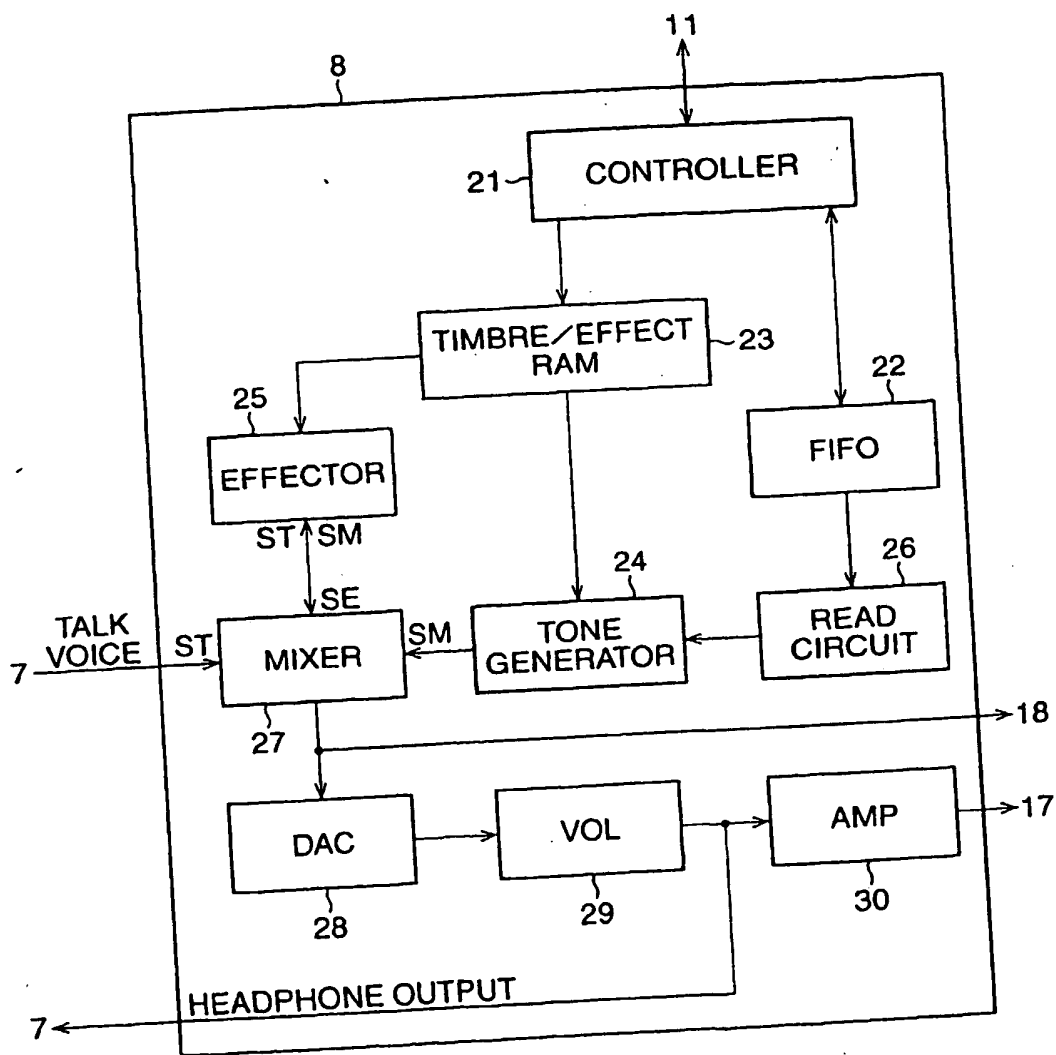 11
8
21
CONTROLLER
TIMBRE/EFFECT
RAM
23
22
25
FIFO
EFFECTOR
ST
SM
24
26
SE
TALK
VOICE
ST
7
MIXER
SM
TONE
GENERATOR
READ
CIRCUIT
27
18
DAC
VOL
AMP
17
28
29
30
HEADPHONE OUTPUT
7